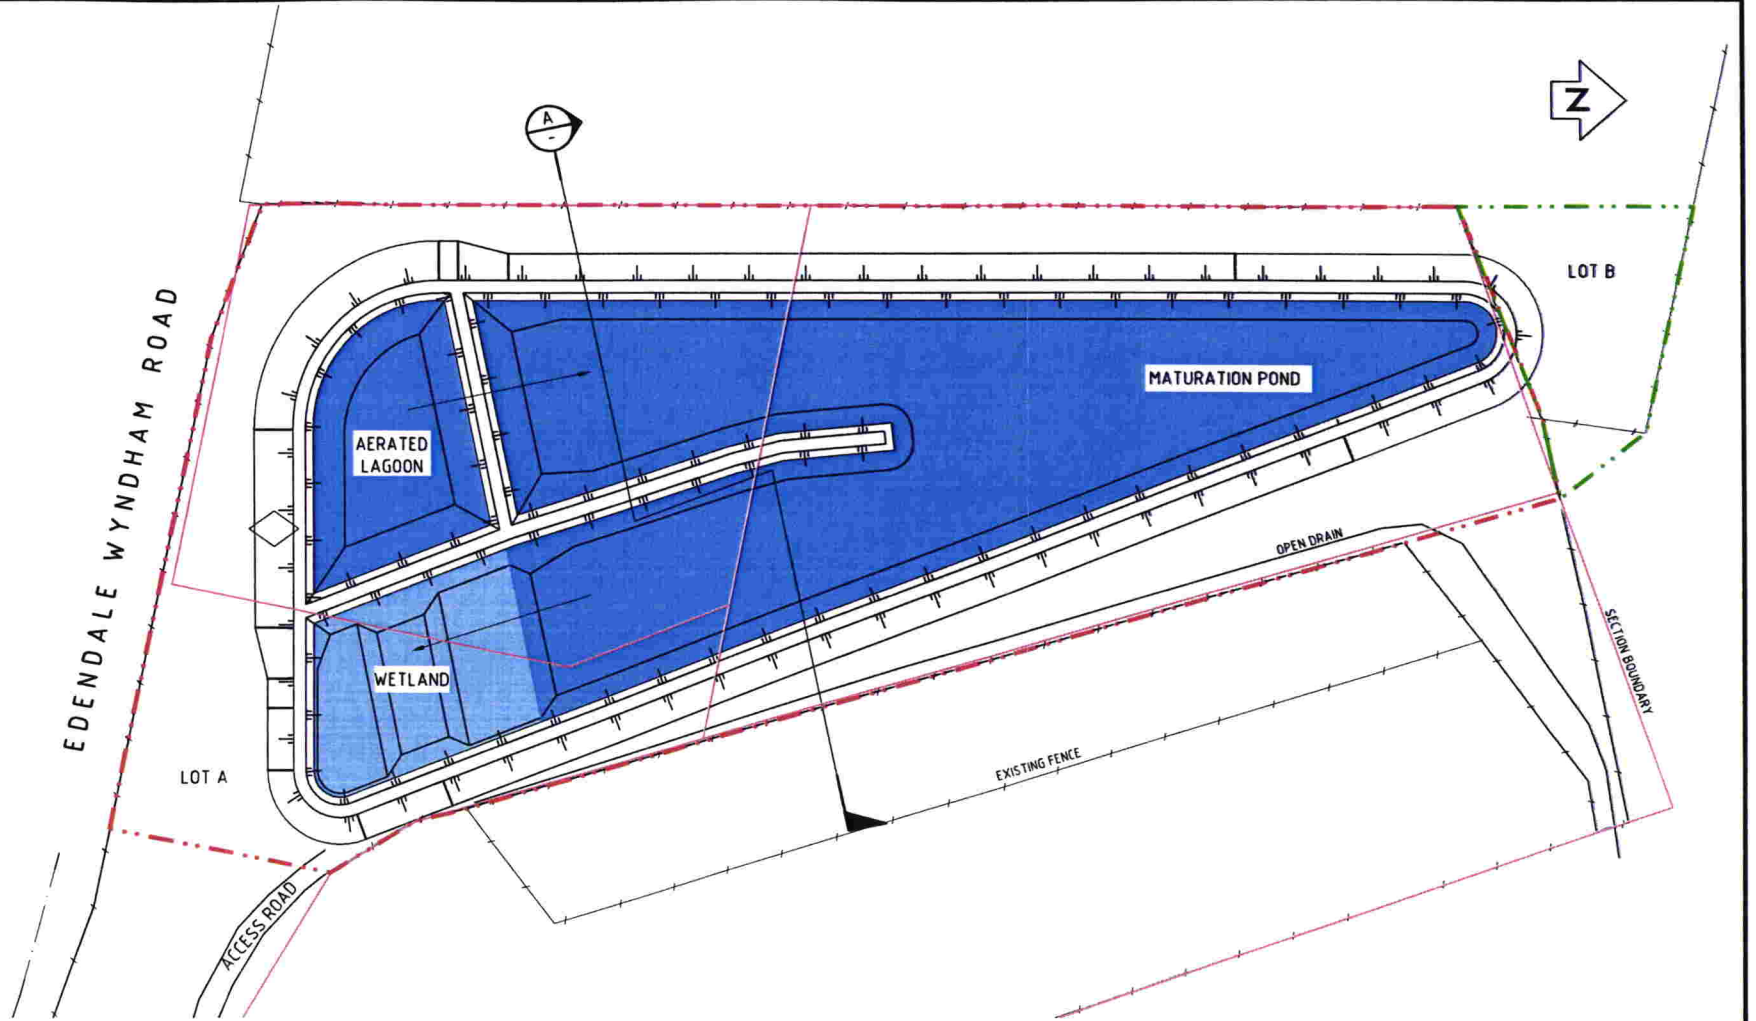 A
-
N
LOT B
EDENDALE WYNDHAM ROAD
MATURATION POND
AERATED
LAGOON
OPEN DRAIN
SECTION BOUNDARY
WETLAND
LOT A
EXISTING FENCE
ACCESS ROAD